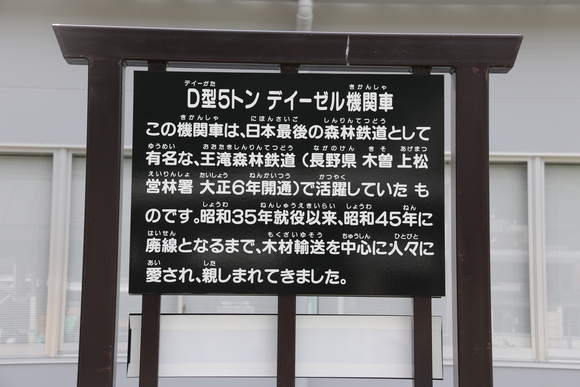 D型5トン デイーゼル機関車
この機関車は、日本最後の森林鉄道として
有名な、王滝森林鉄道（長野県 木曽 上松
営林署 大正6年開通）で活躍していた も
のです。昭和35年就役以来、昭和45年に
廃線となるまで、木材輸送を中心に人々に
愛され、親しまれてきました。